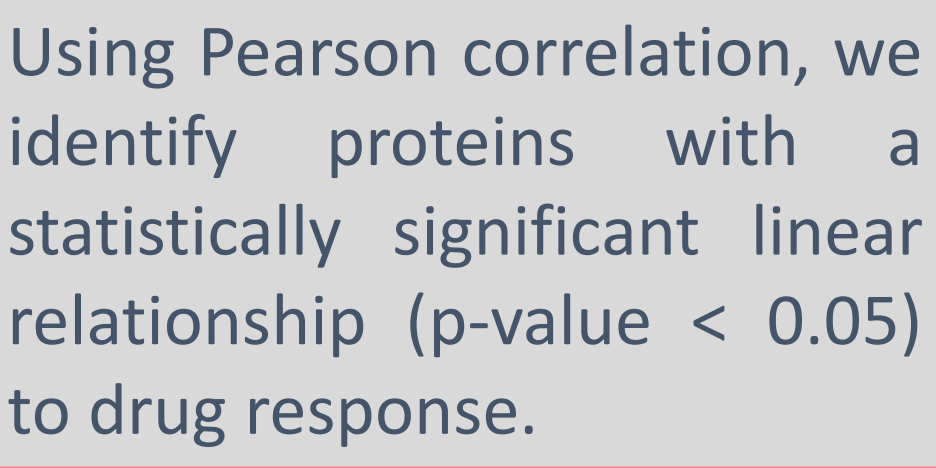 Using Pearson correlation, we
identify proteins with a
statistically significant linear
relationship (p-value < 0.05)
to drug response.